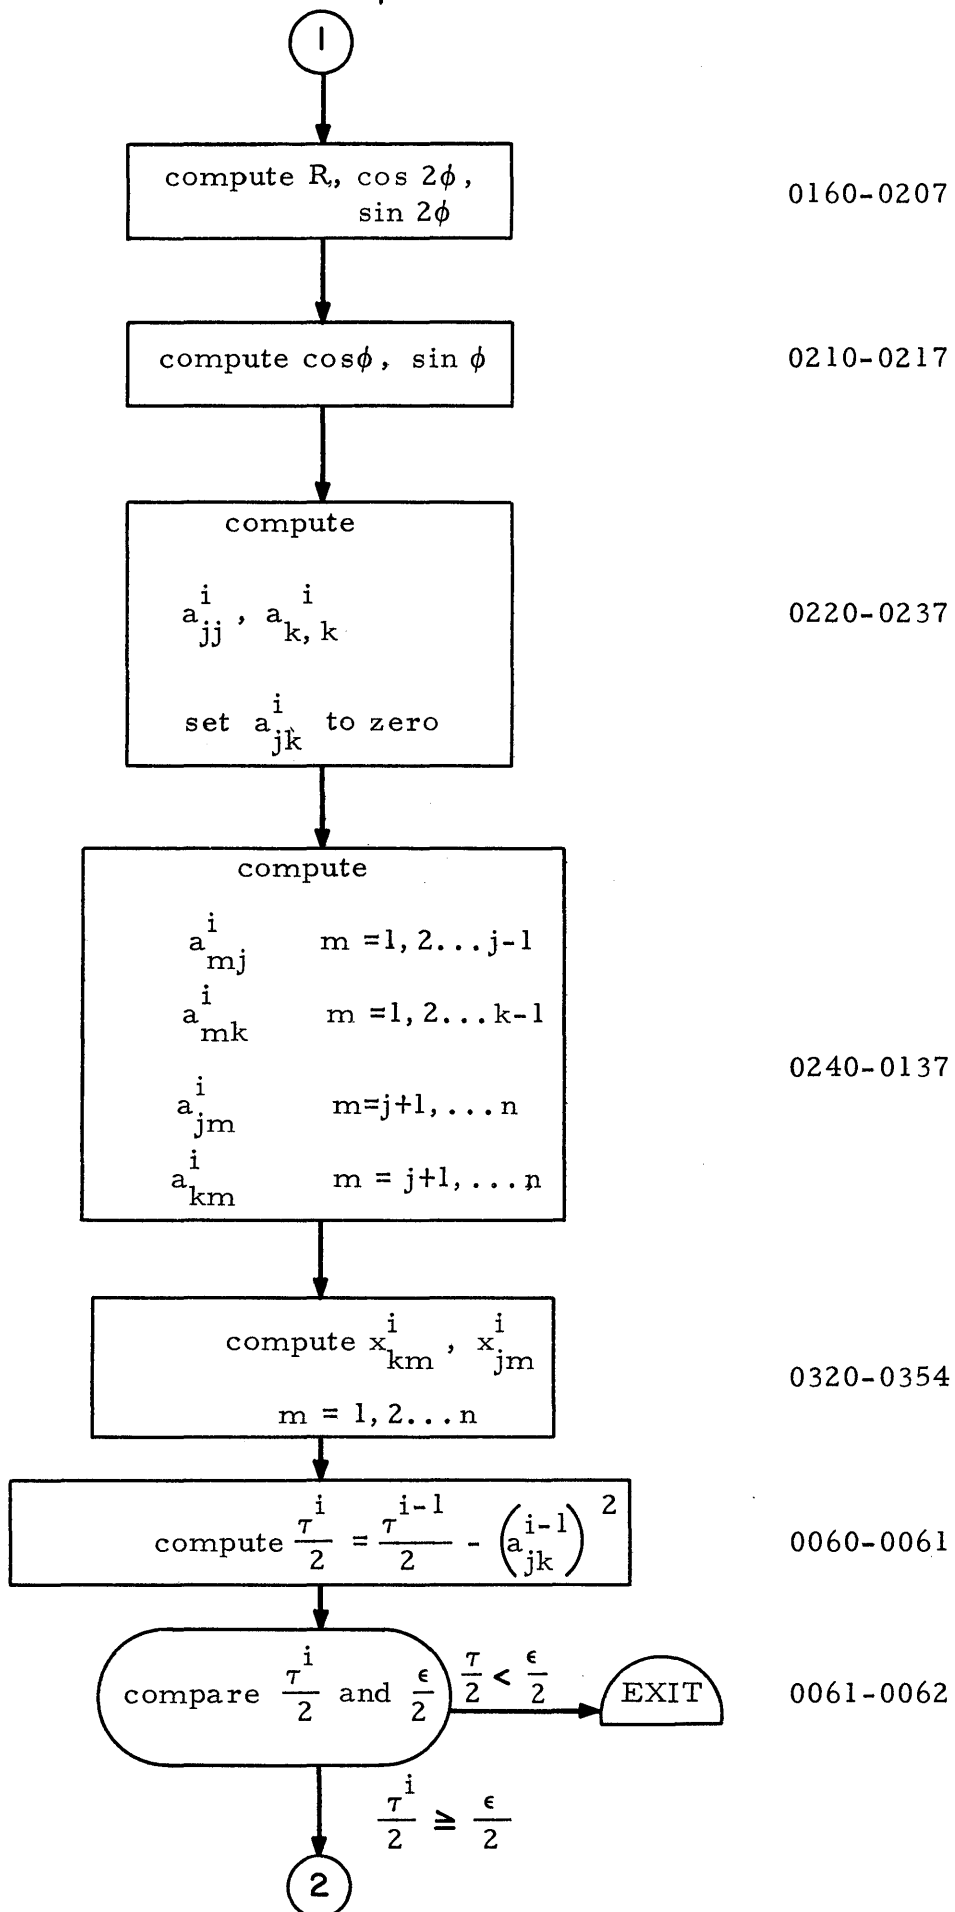 1
compute R, cos 2ϕ,
sin 2ϕ
0160-0207
compute cosϕ, sin ϕ
0210-0217
compute
a^i_jj , a^i_k, k
set a^i_jk to zero
0220-0237
compute
a^i_mj m =1, 2...j-1
a^i_mk m =1, 2...k-1
a^i_jm m=j+1, ...n
a^i_km m = j+1, ...n
0240-0137
compute x^i_km , x^i_jm
m = 1, 2...n
0320-0354
compute τ^i/2 = τ^i-1/2 - (a^i-1_jk)^2
0060-0061
compare τ^i/2 and ϵ/2
τ/2 < ϵ/2
EXIT
0061-0062
τ^i/2 ≧ ϵ/2
2